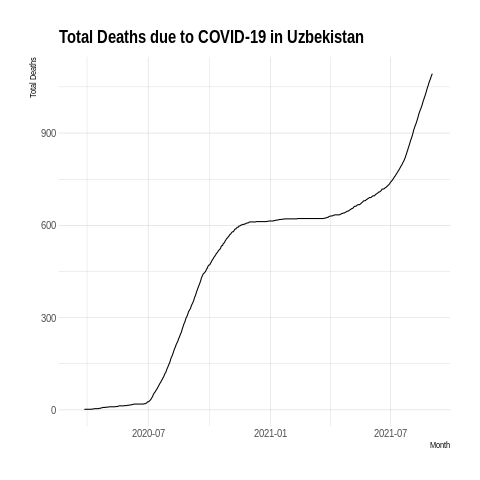 Total Deaths due to COVID-19 in Uzbekistan
Total Deaths
900
600
300
0
2020-07 2021-01 2021-07
Month